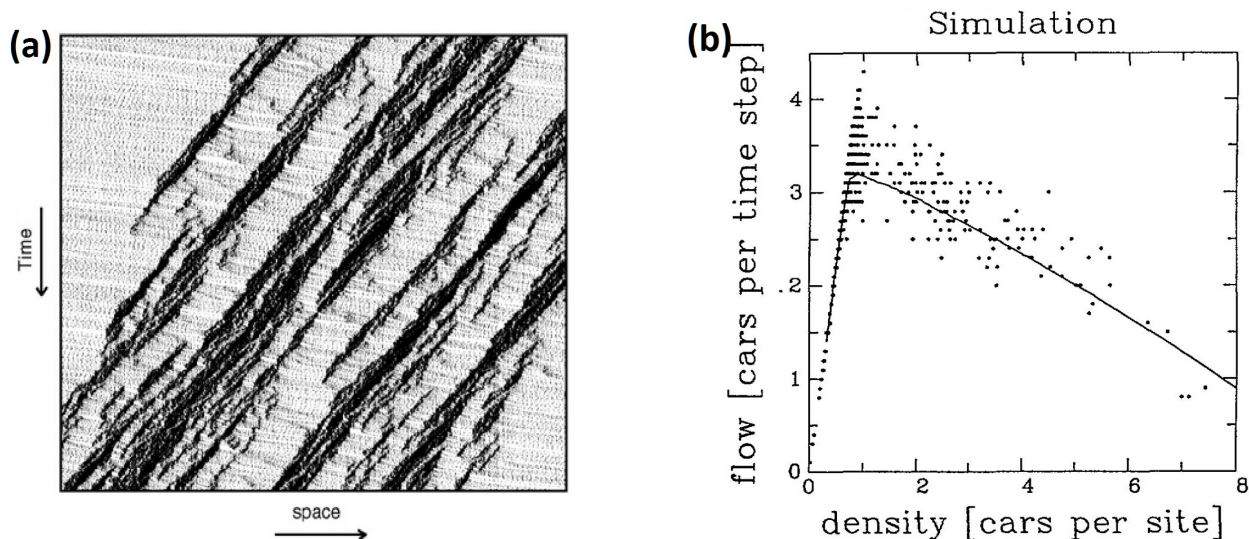 (a)
Time
space
(b)
Simulation
flow [cars per time step]
4
3
2
1
0
0
2
4
6
8
density [cars per site]